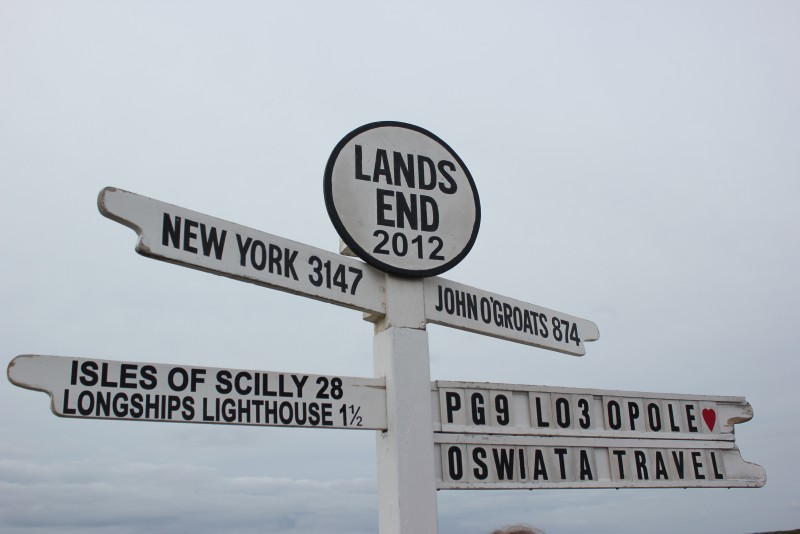 LANDS
END
2012
NEW YORK 3147
JOHN O'GROATS 874
ISLES OF SCILLY 28
LONGSHIPS LIGHTHOUSE 1½
PG9 LO3 OPOLE♥
OSWIATA TRAVEL